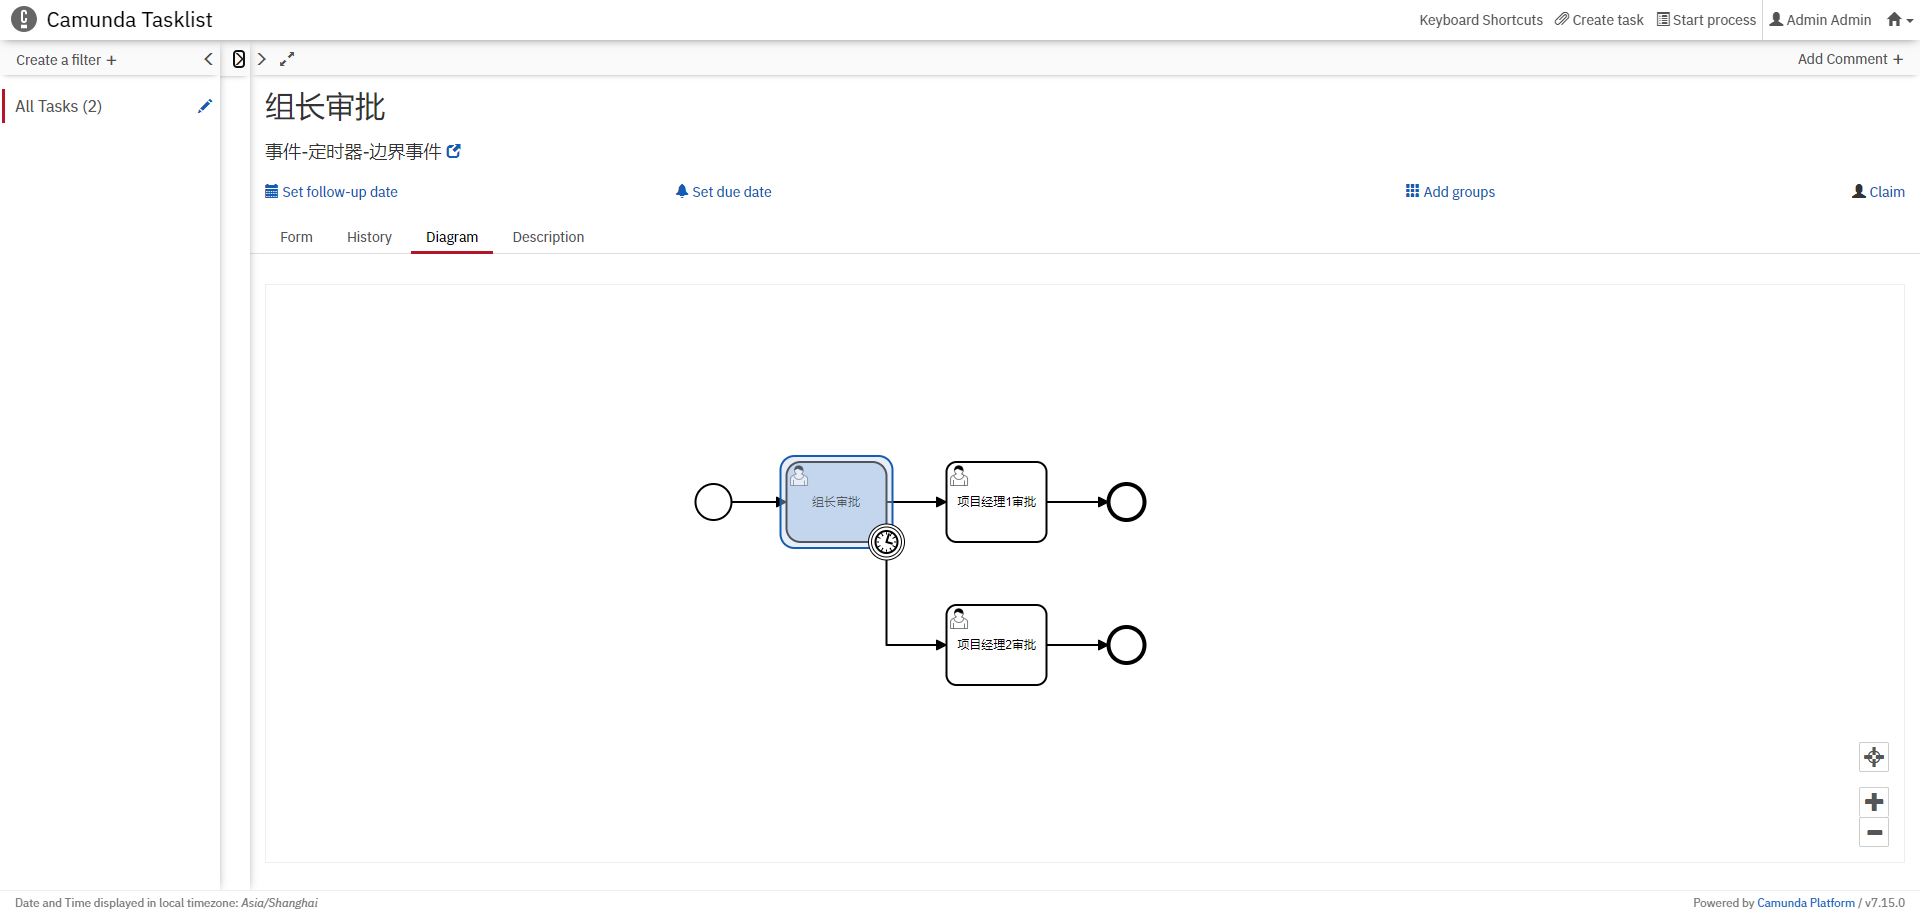 Camunda Tasklist
Keyboard Shortcuts
Create task
Start process
Admin Admin
Create a filter +
Add Comment +
All Tasks (2)
组长审批
事件-定时器-边界事件
Set follow-up date
Set due date
Add groups
Claim
Form
History
Diagram
Description
组长审批
项目经理1审批
项目经理2审批
Date and Time displayed in local timezone: Asia/Shanghai
Powered by Camunda Platform / v7.15.0